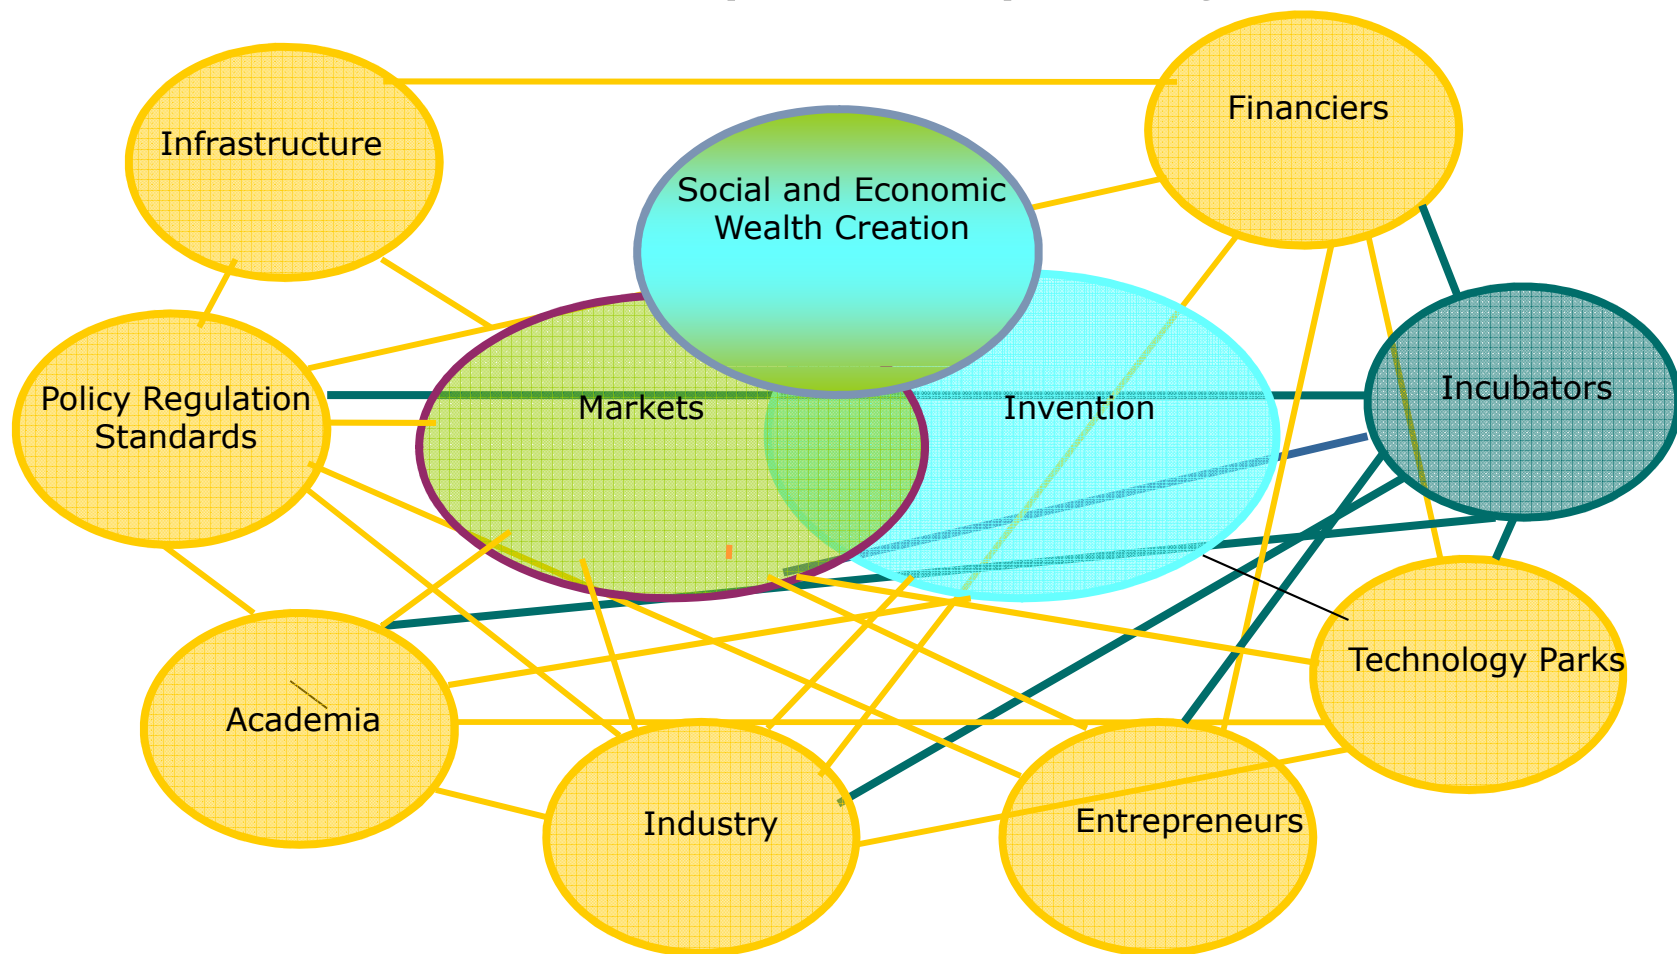 Financiers
Infrastructure
Social and Economic
Wealth Creation
Policy Regulation
Standards
Markets
Invention
Incubators
Academia
Technology Parks
Industry
Entrepreneurs